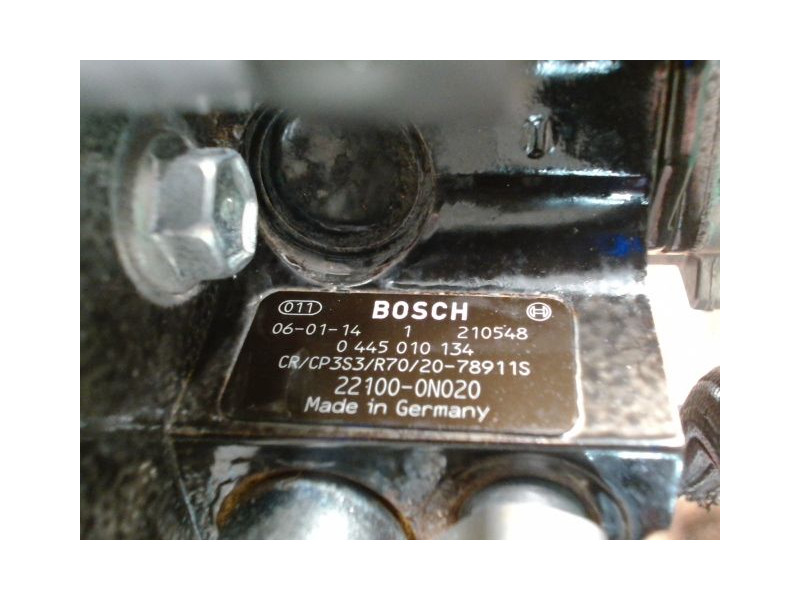 011 BOSCH
06-01-14 1 210548
0 445 010 134
CR/CP3S3/R70/20-78911S
22100-0N020
Made in Germany